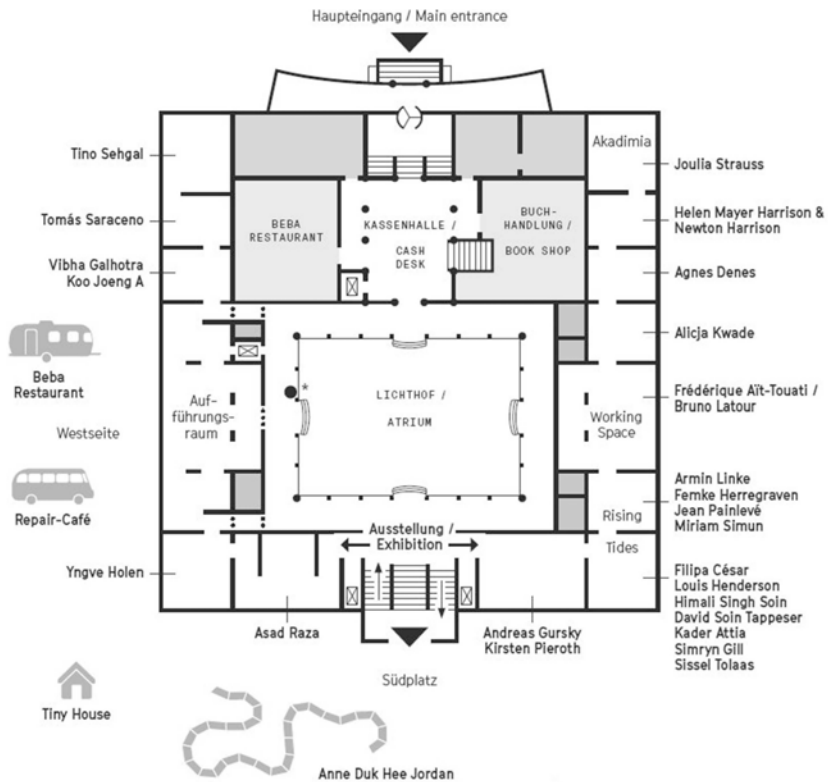 Haupteingang / Main entrance
Tino Sehgal
Akadimia
Joulia Strauss
Tomás Saraceno
BEBA
RESTAURANT
KASSENHALLE /
CASH
DESK
BUCH-
HANDLUNG /
BOOK SHOP
Helen Mayer Harrison &
Newton Harrison
Vibha Galhotra
Koo Joeng A
Agnes Denes
Alicja Kwade
Beba
Restaurant
Auf-
führungs-
raum
*
LICHTHOF /
ATRIUM
Working
Space
Frédérique Aït-Touati /
Bruno Latour
Westseite
Repair-Café
Armin Linke
Femke Herregraven
Jean Painlevé
Miriam Simun
Rising
Tides
Ausstellung /
Exhibition
Yngve Holen
Filipa César
Louis Henderson
Himali Singh Soin
David Soin Tappeser
Kader Attia
Simryn Gill
Sissel Tolaas
Asad Raza
Andreas Gursky
Kirsten Pieroth
Südplatz
Tiny House
Anne Duk Hee Jordan